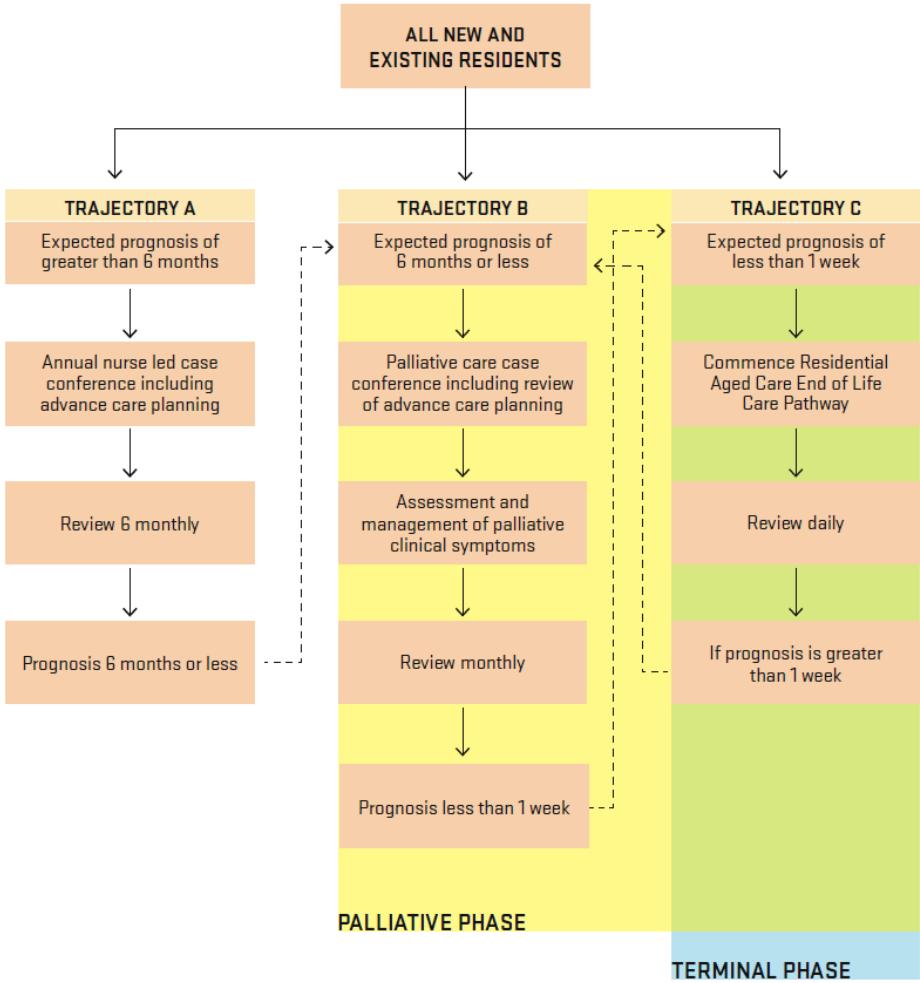 ALL NEW AND
EXISTING RESIDENTS
TRAJECTORY A
Expected prognosis of
greater than 6 months
Annual nurse led case
conference including
advance care planning
Review 6 monthly
Prognosis 6 months or less
TRAJECTORY B
Expected prognosis of
6 months or less
Palliative care case
conference including review
of advance care planning
Assessment and
management of palliative
clinical symptoms
Review monthly
Prognosis less than 1 week
PALLIATIVE PHASE
TRAJECTORY C
Expected prognosis of
less than 1 week
Commence Residential
Aged Care End of Life
Care Pathway
Review daily
If prognosis is greater
than 1 week
TERMINAL PHASE